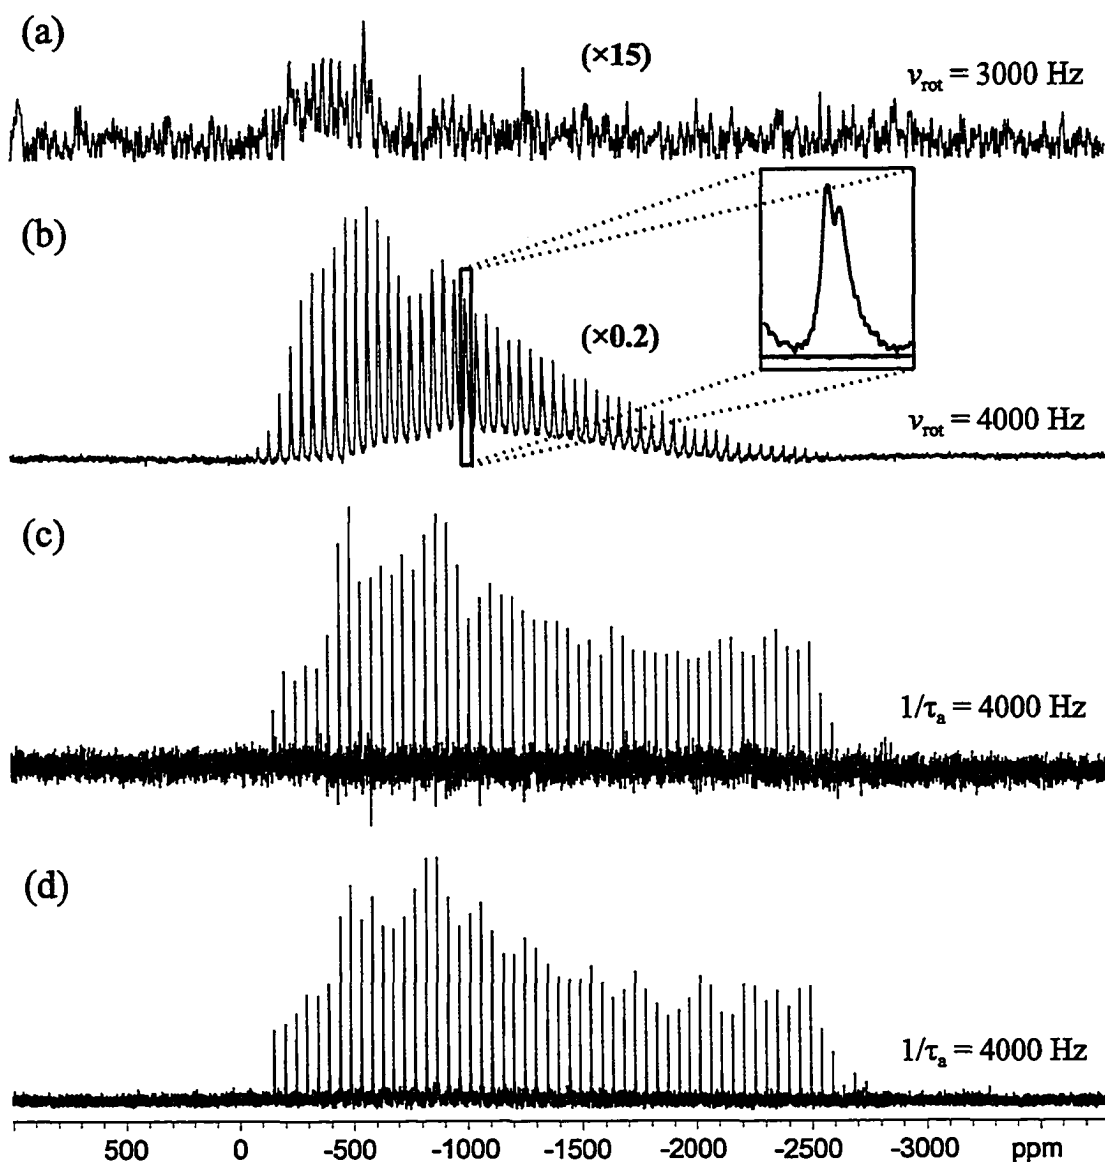 (a)
(×15)
νrot = 3000 Hz
(b)
(×0.2)
νrot = 4000 Hz
(c)
1/τa = 4000 Hz
(d)
1/τa = 4000 Hz
500 0 -500 -1000 -1500 -2000 -2500 -3000 ppm